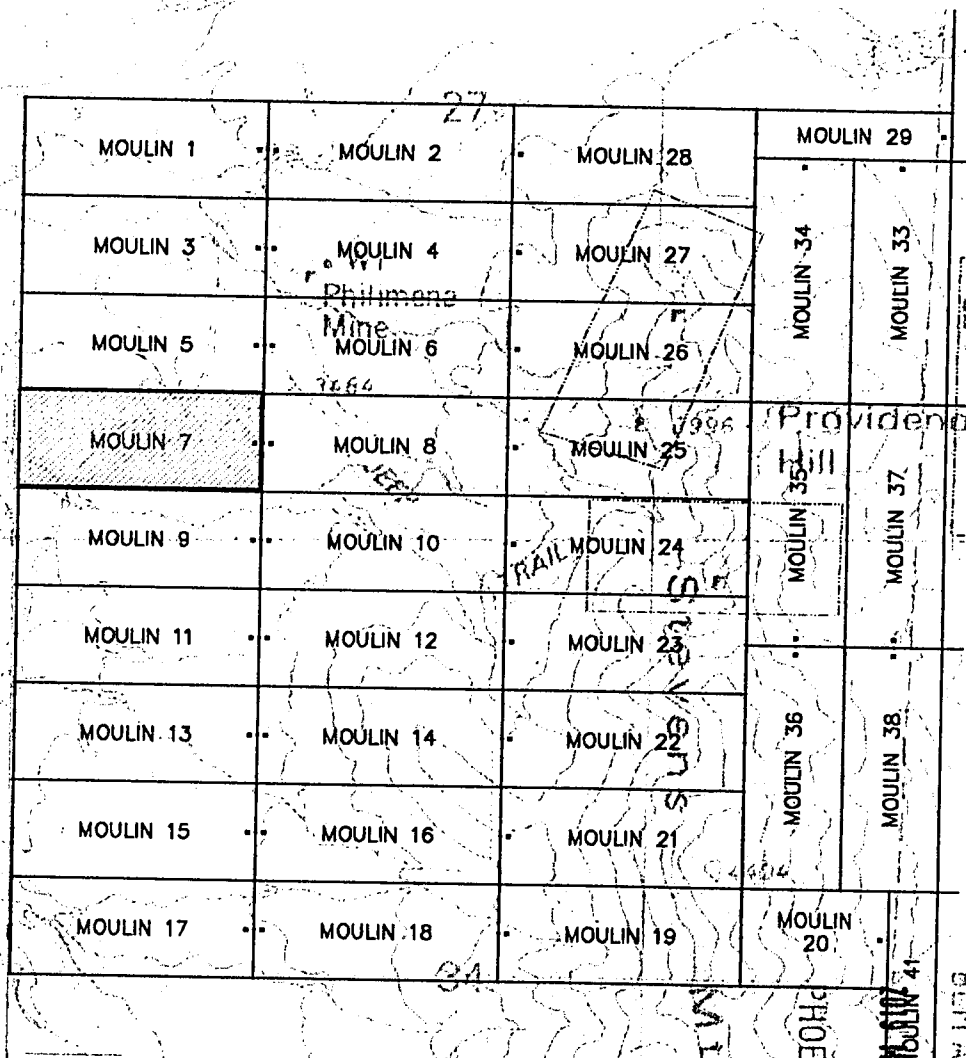 27
MOULIN 1
MOULIN 2
MOULIN 28
MOULIN 29
MOULIN 3
MOULIN 4
MOULIN 27
MOULIN 34
MOULIN 33
Philimena
Mine
MOULIN 5
MOULIN 6
MOULIN 26
7484
MOULIN 7
MOULIN 8
MOULIN 25
Providenc
Hill
MOULIN 35
MOULIN 37
JEEP
MOULIN 9
MOULIN 10
TRAIL
MOULIN 24
MOULIN 11
MOULIN 12
MOULIN 23
Stevens
MOULIN 13
MOULIN 14
MOULIN 22
MOULIN 36
MOULIN 38
MOULIN 15
MOULIN 16
MOULIN 21
MOULIN 17
MOULIN 18
MOULIN 19
MOULIN
20
34
MOULIN 41